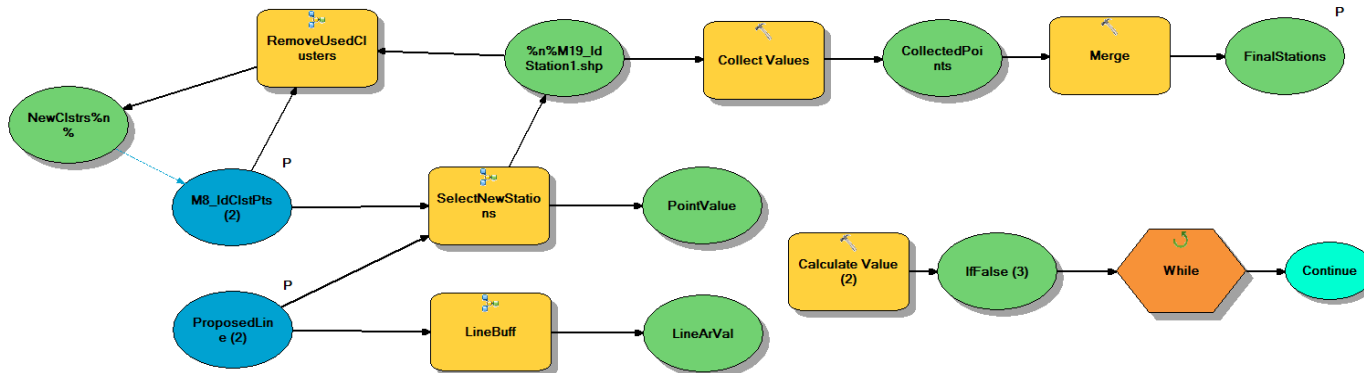 RemoveUsedCl
usters
%n%M19_Id
Station1.shp
Collect Values
CollectedPoi
nts
Merge
P
FinalStations
NewClstrs%n
%
P
M8_IdClstPts
(2)
SelectNewStatio
ns
PointValue
P
ProposedLin
e (2)
LineBuff
LineArVal
Calculate Value
(2)
IfFalse (3)
While
Continue